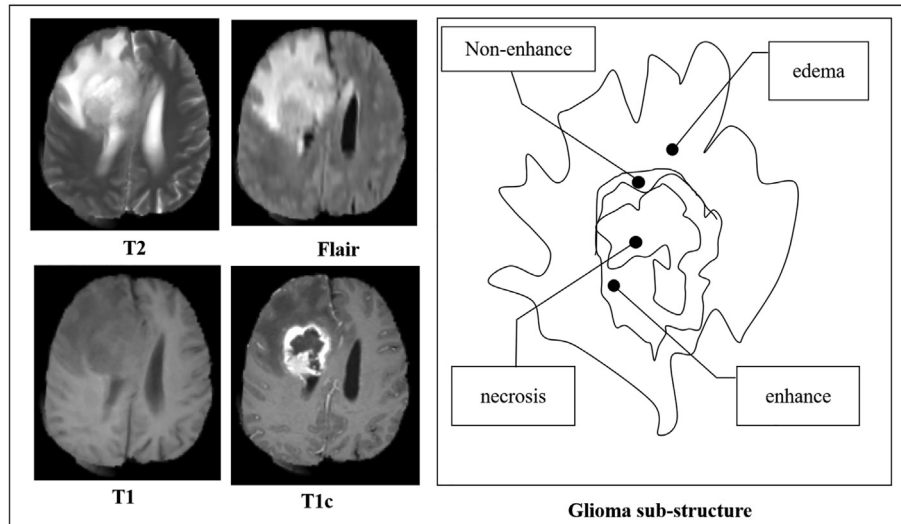 Non-enhance
edema
T2
Flair
necrosis
enhance
T1
T1c
Glioma sub-structure